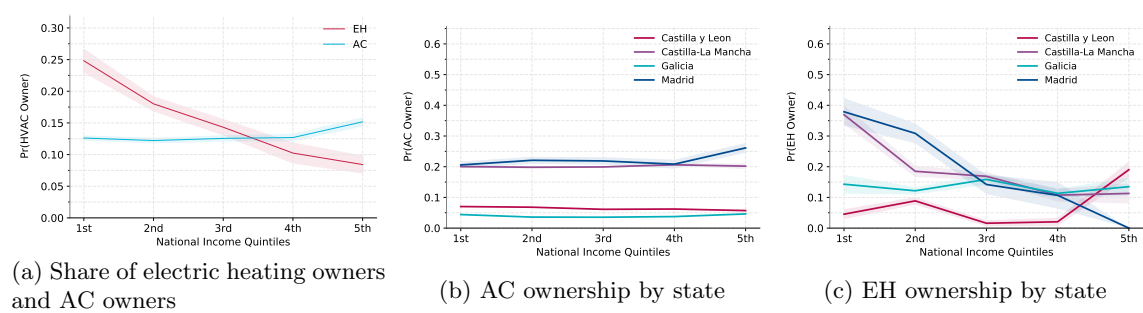 Pr(HVAC Owner)
0.30
0.25
0.20
0.15
0.10
0.05
0.00
EH
AC
1st 2nd 3rd 4th 5th
National Income Quintiles
(a) Share of electric heating owners
and AC owners
Pr(AC Owner)
0.6
0.5
0.4
0.3
0.2
0.1
0.0
Castilla y Leon
Castilla-La Mancha
Galicia
Madrid
1st 2nd 3rd 4th 5th
National Income Quintiles
(b) AC ownership by state
Pr(EH Owner)
0.6
0.5
0.4
0.3
0.2
0.1
0.0
Castilla y Leon
Castilla-La Mancha
Galicia
Madrid
1st 2nd 3rd 4th 5th
National Income Quintiles
(c) EH ownership by state